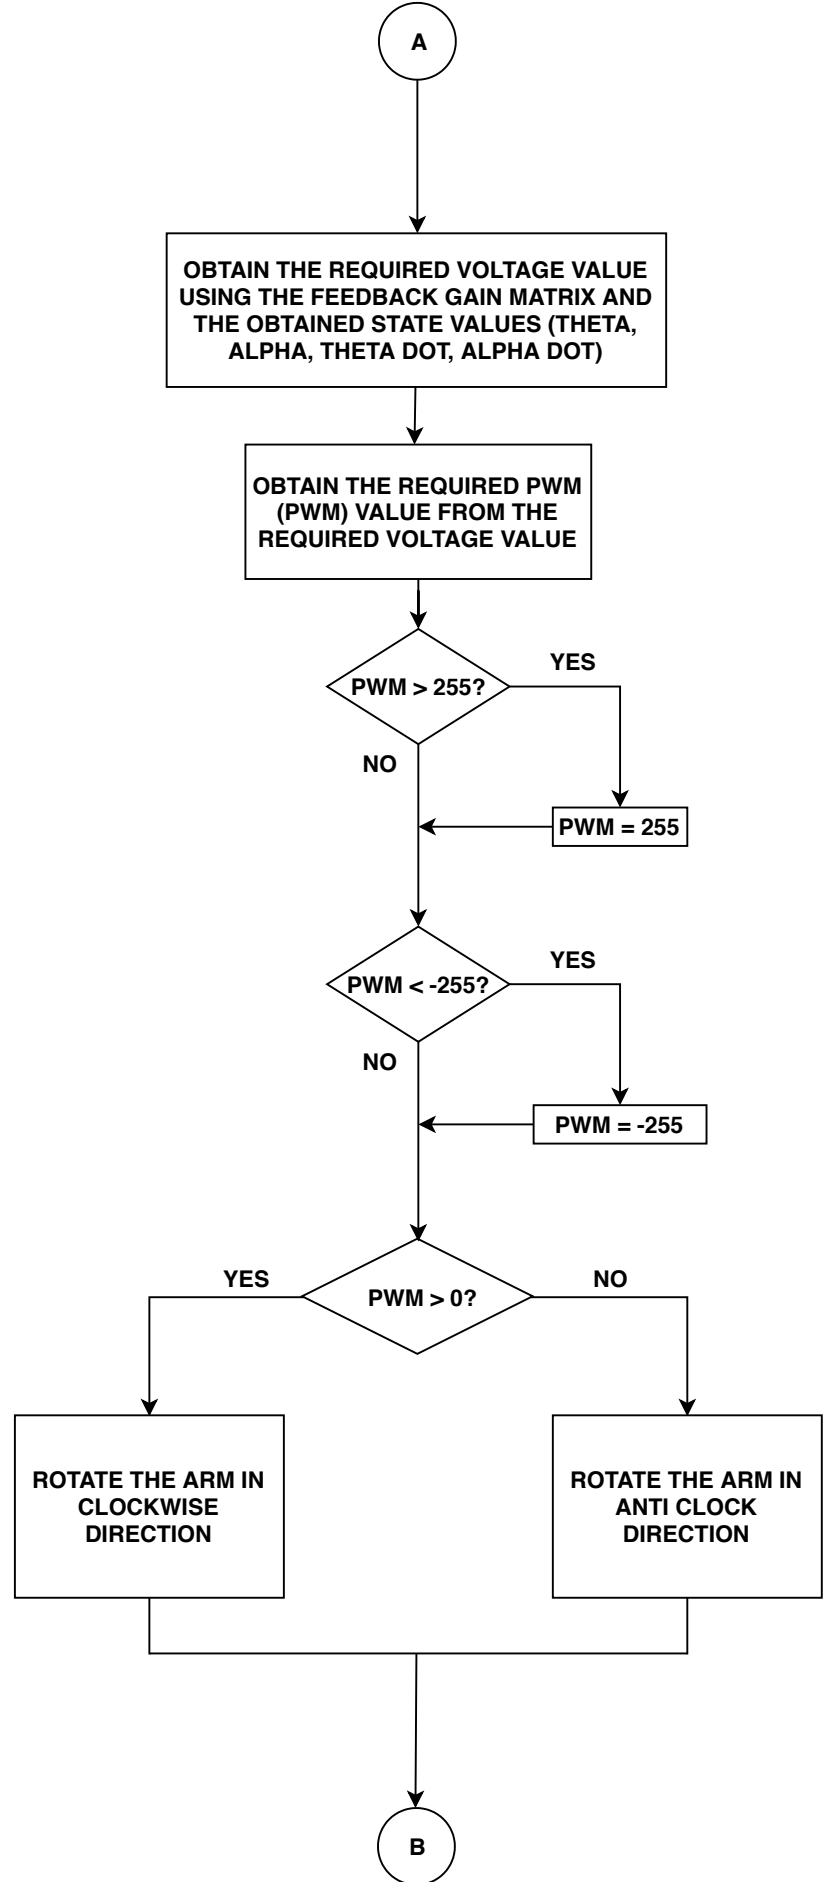 A
OBTAIN THE REQUIRED VOLTAGE VALUE
USING THE FEEDBACK GAIN MATRIX AND
THE OBTAINED STATE VALUES (THETA,
ALPHA, THETA DOT, ALPHA DOT)
OBTAIN THE REQUIRED PWM
(PWM) VALUE FROM THE
REQUIRED VOLTAGE VALUE
PWM > 255?
YES
NO
PWM = 255
PWM < -255?
YES
NO
PWM = -255
PWM > 0?
YES
NO
ROTATE THE ARM IN
CLOCKWISE
DIRECTION
ROTATE THE ARM IN
ANTI CLOCK
DIRECTION
B